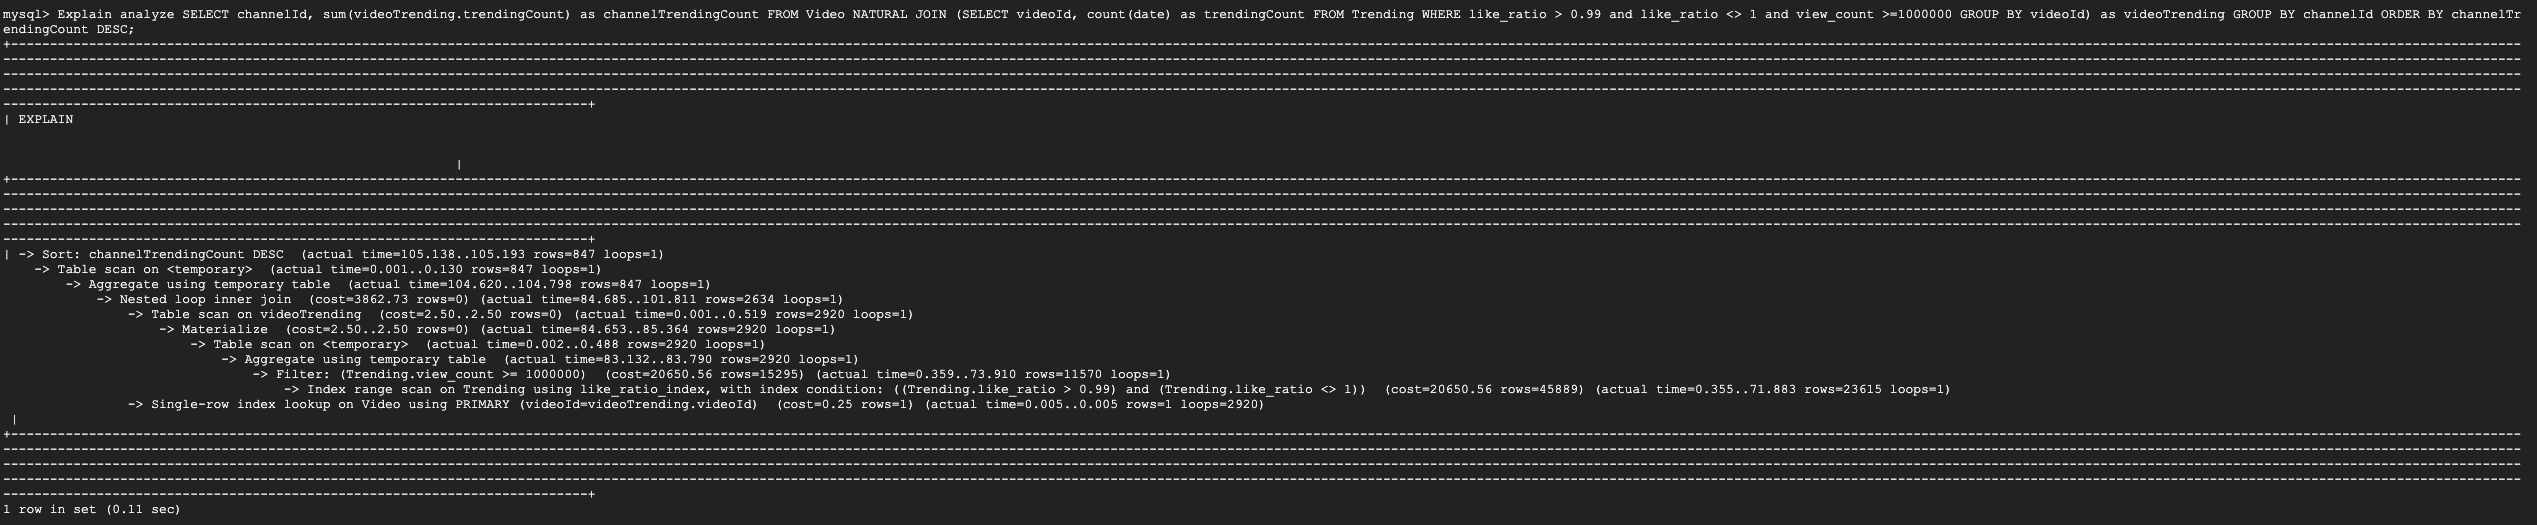 mysql> Explain analyze SELECT channelId, sum(videoTrending.trendingCount) as channelTrendingCount FROM Video NATURAL JOIN (SELECT videoId, count(date) as trendingCount FROM Trending WHERE like_ratio > 0.99 and like_ratio <> 1 and view_count >=1000000 GROUP BY videoId) as videoTrending GROUP BY channelId ORDER BY channelTr
endingCount DESC;
| EXPLAIN
|
| -> Sort: channelTrendingCount DESC  (actual time=105.138..105.193 rows=847 loops=1)
-> Table scan on <temporary>  (actual time=0.001..0.130 rows=847 loops=1)
-> Aggregate using temporary table  (actual time=104.620..104.798 rows=847 loops=1)
-> Nested loop inner join  (cost=3862.73 rows=0) (actual time=84.685..101.811 rows=2634 loops=1)
-> Table scan on videoTrending  (cost=2.50..2.50 rows=0) (actual time=0.001..0.519 rows=2920 loops=1)
-> Materialize  (cost=2.50..2.50 rows=0) (actual time=84.653..85.364 rows=2920 loops=1)
-> Table scan on <temporary>  (actual time=0.002..0.488 rows=2920 loops=1)
-> Aggregate using temporary table  (actual time=83.132..83.790 rows=2920 loops=1)
-> Filter: (Trending.view_count >= 1000000)  (cost=20650.56 rows=15295) (actual time=0.359..73.910 rows=11570 loops=1)
-> Index range scan on Trending using like_ratio_index, with index condition: ((Trending.like_ratio > 0.99) and (Trending.like_ratio <> 1))  (cost=20650.56 rows=45889) (actual time=0.355..71.883 rows=23615 loops=1)
-> Single-row index lookup on Video using PRIMARY (videoId=videoTrending.videoId)  (cost=0.25 rows=1) (actual time=0.005..0.005 rows=1 loops=2920)
|
1 row in set (0.11 sec)